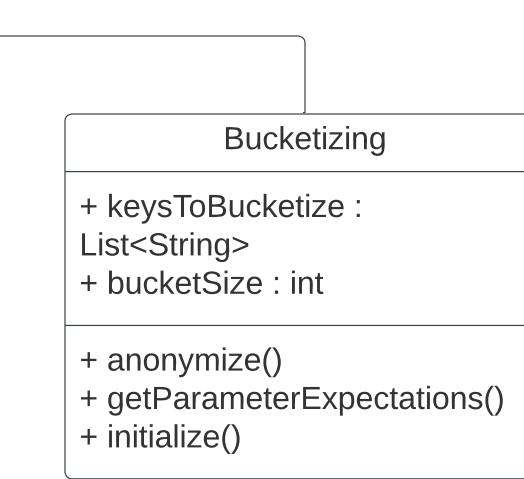 Bucketizing
+ keysToBucketize :
List<String>
+ bucketSize : int
+ anonymize()
+ getParameterExpectations()
+ initialize()